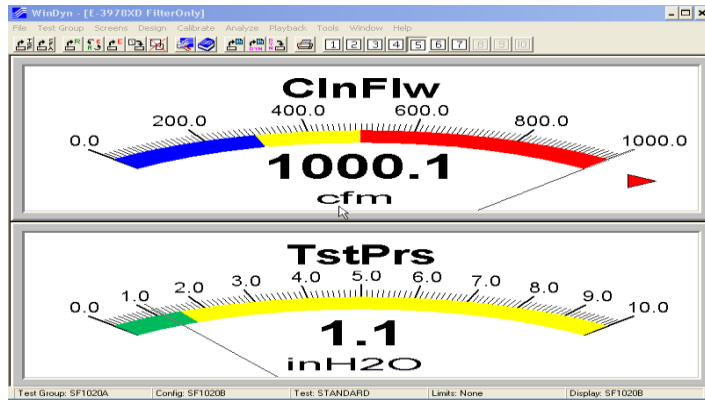 WinDyn - [E-3978XD FilterOnly]
File Test Group Screens Design Calibrate Analyze Playback Tools Window Help
1 2 3 4 5 6 7 8 9 10
ClnFlw
0.0 200.0 400.0 600.0 800.0 1000.0
1000.1
cfm
TstPrs
0.0 1.0 2.0 3.0 4.0 5.0 6.0 7.0 8.0 9.0 10.0
1.1
inH2O
Test Group: SF1020A Config: SF1020B Test: STANDARD Limits: None Display: SF1020B